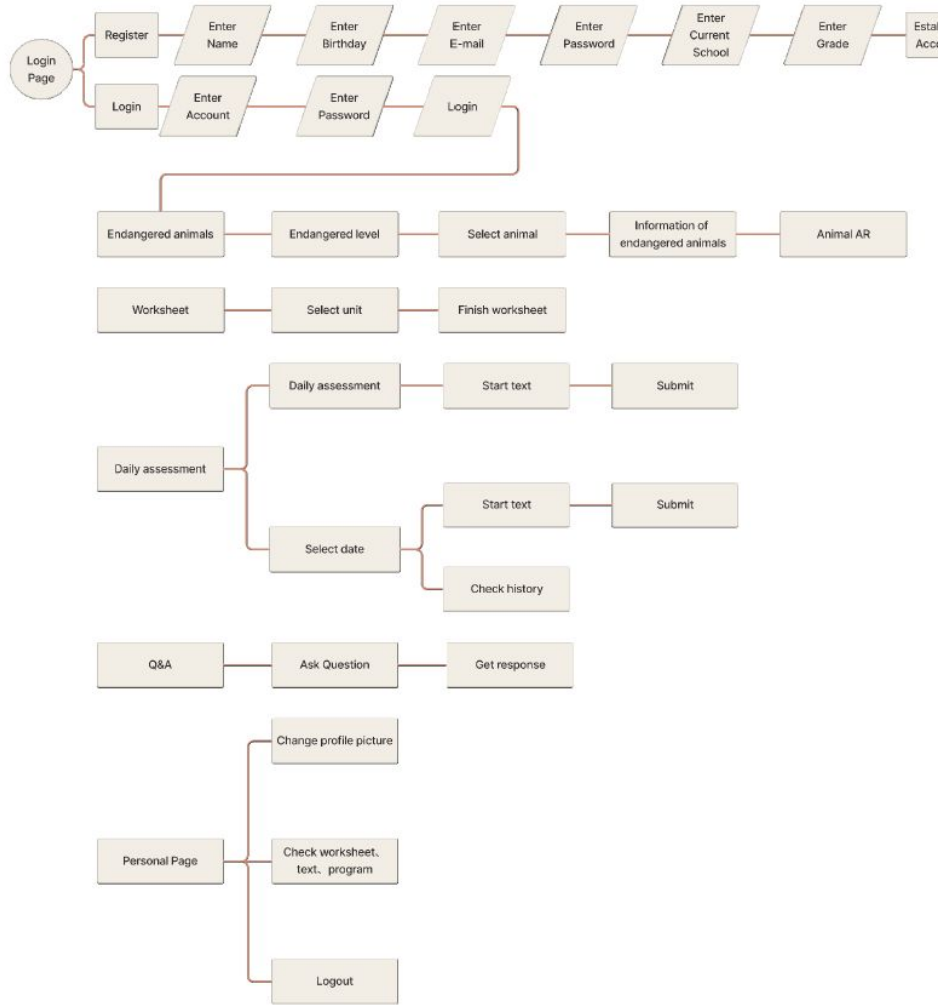 Login
Page
Register
Enter
Name
Enter
Birthday
Enter
E-mail
Enter
Password
Enter
Current
School
Enter
Grade
Login
Enter
Account
Enter
Password
Login
Endangered animals
Endangered level
Select animal
Information of
endangered animals
Animal AR
Worksheet
Select unit
Finish worksheet
Daily assessment
Daily assessment
Start text
Submit
Select date
Start text
Submit
Check history
Q&A
Ask Question
Get response
Personal Page
Change profile picture
Check worksheet、
text、program
Logout